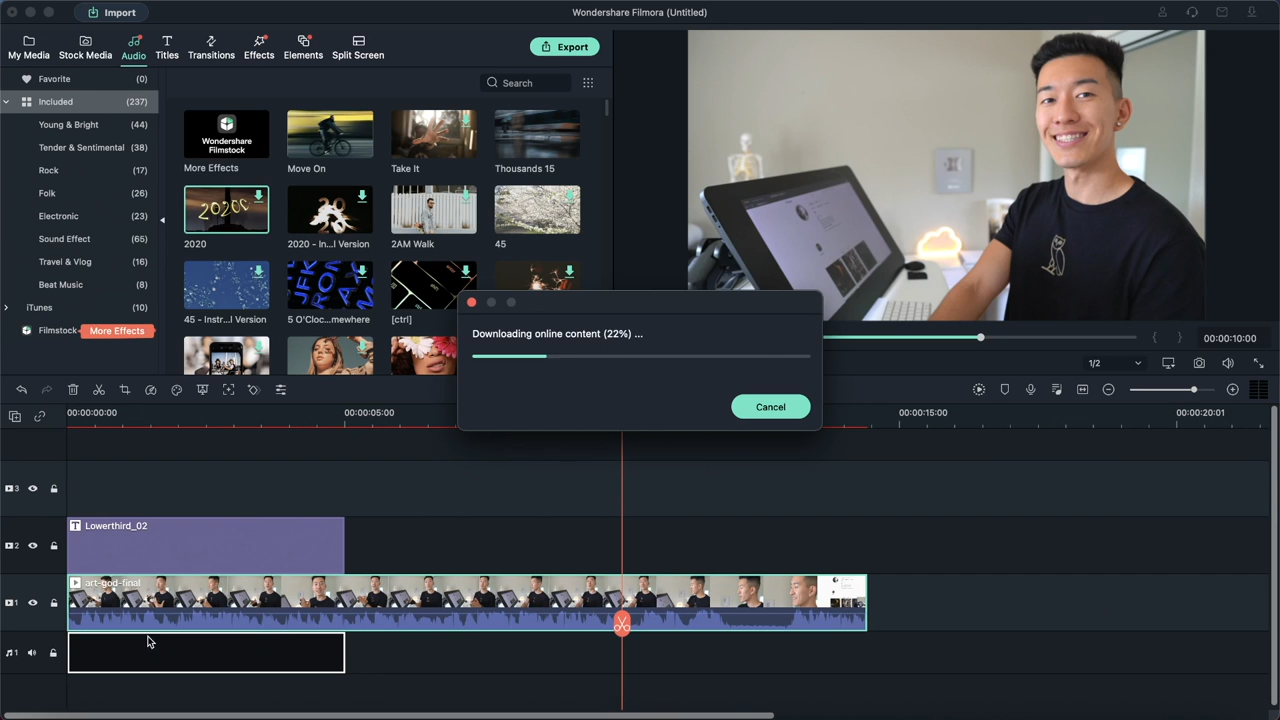 Import
Wondershare Filmora (Untitled)
My Media
Stock Media
Audio
Titles
Transitions
Effects
Elements
Split Screen
Export
Favorite (0)
Included (237)
Young & Bright (44)
Tender & Sentimental (38)
Rock (17)
Folk (26)
Electronic (23)
Sound Effect (65)
Travel & Vlog (16)
Beat Music (8)
iTunes (10)
Filmstock
More Effects
Search
Wondershare
Filmstock
More Effects
Move On
Take It
Thousands 15
2020
2020 - In...l Version
2AM Walk
45
45 - Instr...l Version
5 O'Cloc...mewhere
[ctrl]
Downloading online content (22%) ...
Cancel
{ }
00:00:10:00
1/2
00:00:00:00
00:00:05:00
00:00:15:00
00:00:20:01
3
2
T Lowerthird_02
1
art-god-final
1